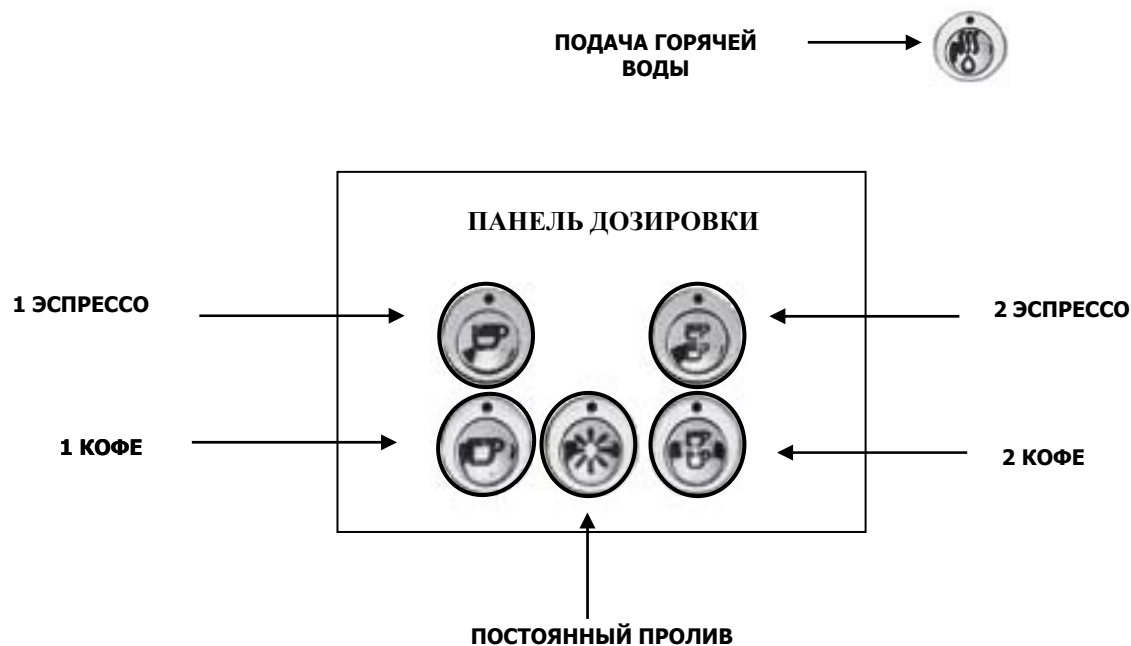 ПОДАЧА ГОРЯЧЕЙ
ВОДЫ
ПАНЕЛЬ ДОЗИРОВКИ
1 ЭСПРЕССО
2 ЭСПРЕССО
1 КОФЕ
2 КОФЕ
ПОСТОЯННЫЙ ПРОЛИВ